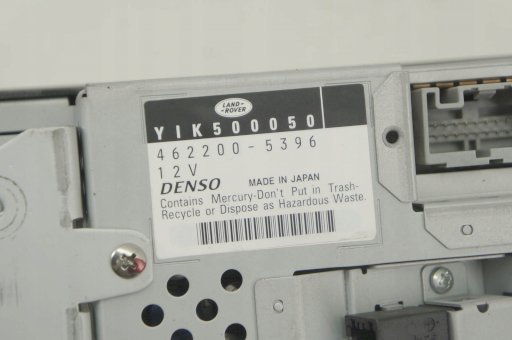 LAND-
ROVER
YIK500050
462200-5396
12V
DENSO MADE IN JAPAN
Contains Mercury-Don't Put in Trash-
Recycle or Dispose as Hazardous Waste.